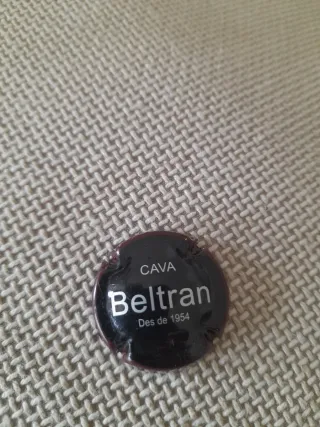 CAVA
Beltran
Des de 1954